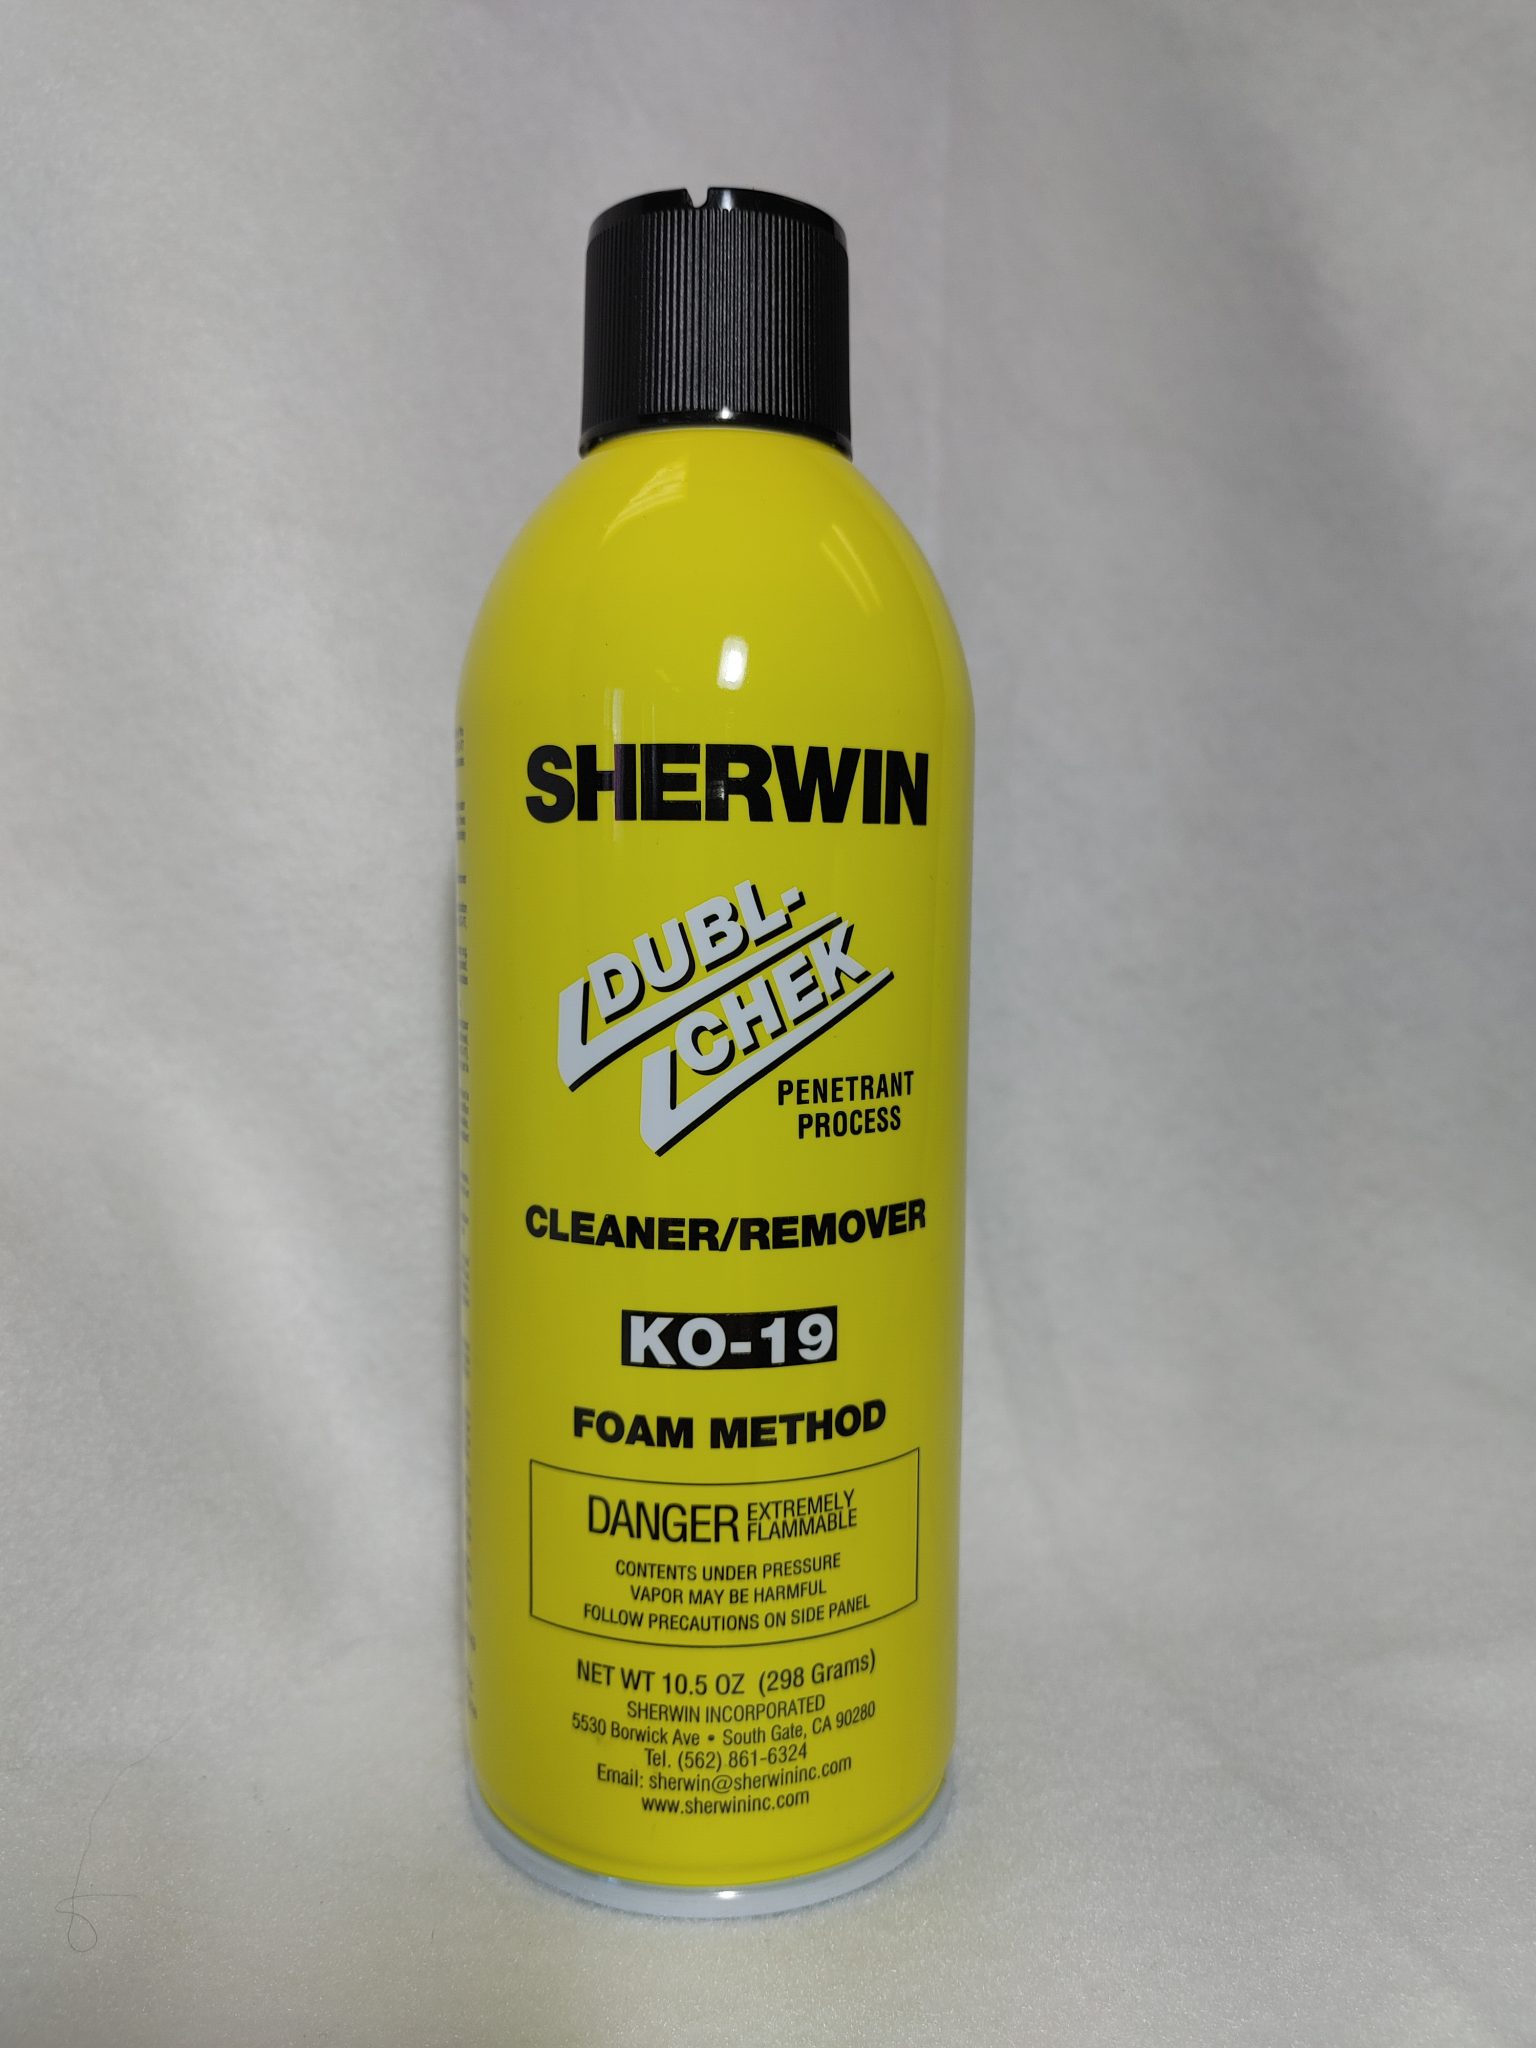 SHERWIN
DUBL-
CHEK
PENETRANT
PROCESS
CLEANER/REMOVER
KO-19
FOAM METHOD
DANGER EXTREMELY
FLAMMABLE
CONTENTS UNDER PRESSURE
VAPOR MAY BE HARMFUL
FOLLOW PRECAUTIONS ON SIDE PANEL
NET WT 10.5 OZ (298 Grams)
SHERWIN INCORPORATED
5530 Borwick Ave • South Gate, CA 90280
Tel. (562) 861-6324
Email: sherwin@sherwininc.com
www.sherwininc.com